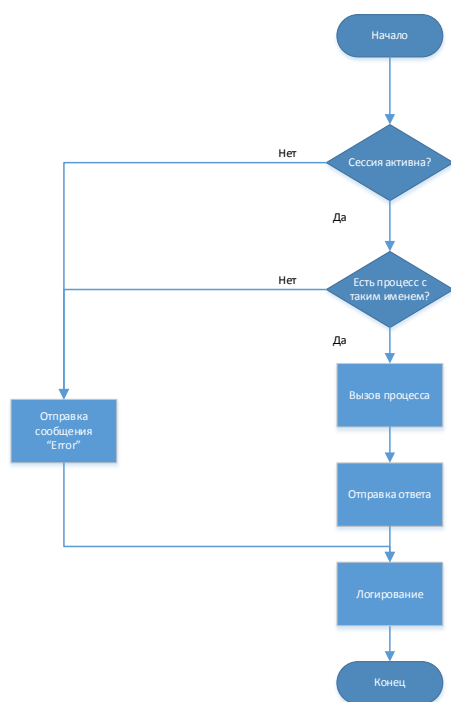 Начало
Сессия активна?
Нет
Да
Есть процесс с
таким именем?
Нет
Да
Вызов процесса
Отправка
сообщения
“Error”
Отправка ответа
Логирование
Конец